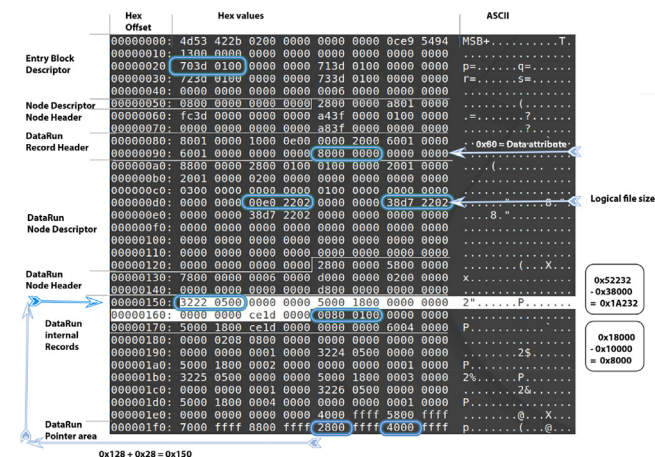 Hex Offset
Hex values
ASCII
00000000: 4d53 422b 0200 0000 0000 0000 0ce9 5494 MSB+..........T.
00000010: 1300 0000 0000 0000 0000 0000 0000 0000 ................
Entry Block Descriptor
00000020: 703d 0100 0000 0000 713d 0100 0000 0000 p=......q=......
00000030: 723d 0100 0000 0000 733d 0100 0000 0000 r=......s=......
00000040: 0000 0000 0000 0000 0006 0000 0000 0000 ................
Node Descriptor
00000050: 0800 0000 0000 0000 2800 0000 a801 0000 ........(.......
Node Header
00000060: fc3d 0000 0000 0000 a43f 0000 0100 0000 .=.......?......
00000070: 0000 0000 0000 0000 a83f 0000 0000 0000 .........?......
DataRun Record Header
00000080: 8001 0000 1000 0e00 0000 2000 6001 0000
00000090: 6001 0000 0000 0000 8000 0000 0000 0000
0x80 = Data attribute
000000a0: 8800 0000 2800 0100 0100 0000 2001 0000
000000b0: 2001 0000 0200 0000 0000 0000 0000 0000
000000c0: 0300 0000 0000 0000 0100 0000 0000 0000
000000d0: 0000 0000 00e0 2202 0000 0000 38d7 2202
Logical file size
DataRun Node Descriptor
000000e0: 0000 0000 38d7 2202 0000 0000 0000 0000
000000f0: 0000 0000 0000 0000 0000 0000 0000 0000
00000100: 0000 0000 0000 0000 0000 0000 0000 0000
00000110: 0000 0000 0000 0000 0000 0000 0000 0000
00000120: 0000 0000 0000 0000 2800 0000 5800 0000 ........(...X...
DataRun Node Header
00000130: 7800 0000 0006 0000 d000 0000 0200 0000 x...............
00000140: 0000 0000 0000 0000 d800 0000 0000 0000 ................
00000150: 3222 0500 0000 0000 5000 1800 0000 0000 2"......P.......
0x52232
- 0x38000
= 0x1A232
00000160: 0000 0000 ce1d 0000 0080 0100 0000 0000 ................
DataRun internal Records
00000170: 5000 1800 ce1d 0000 0000 0000 6004 0000 P...........`...
00000180: 0000 0208 0800 0000 0000 0000 0000 0000 ................
00000190: 0000 0000 0001 0000 3224 0500 0000 0000 ........2$......
000001a0: 5000 1800 0002 0000 0000 0000 0001 0000 P...............
000001b0: 3225 0500 0000 0000 5000 1800 0003 0000 2%......P.......
000001c0: 0000 0000 0001 0000 3226 0500 0000 0000 ........2&......
000001d0: 5000 1800 0004 0000 0000 0000 0001 0000 P...............
0x18000
- 0x10000
= 0x8000
000001e0: 0000 0000 0000 0000 4000 ffff 5800 ffff ........@...X...
DataRun Pointer area
000001f0: 7000 ffff 8800 ffff 2800 ffff 4000 ffff p.......(...@...
0x128 + 0x28 = 0x150